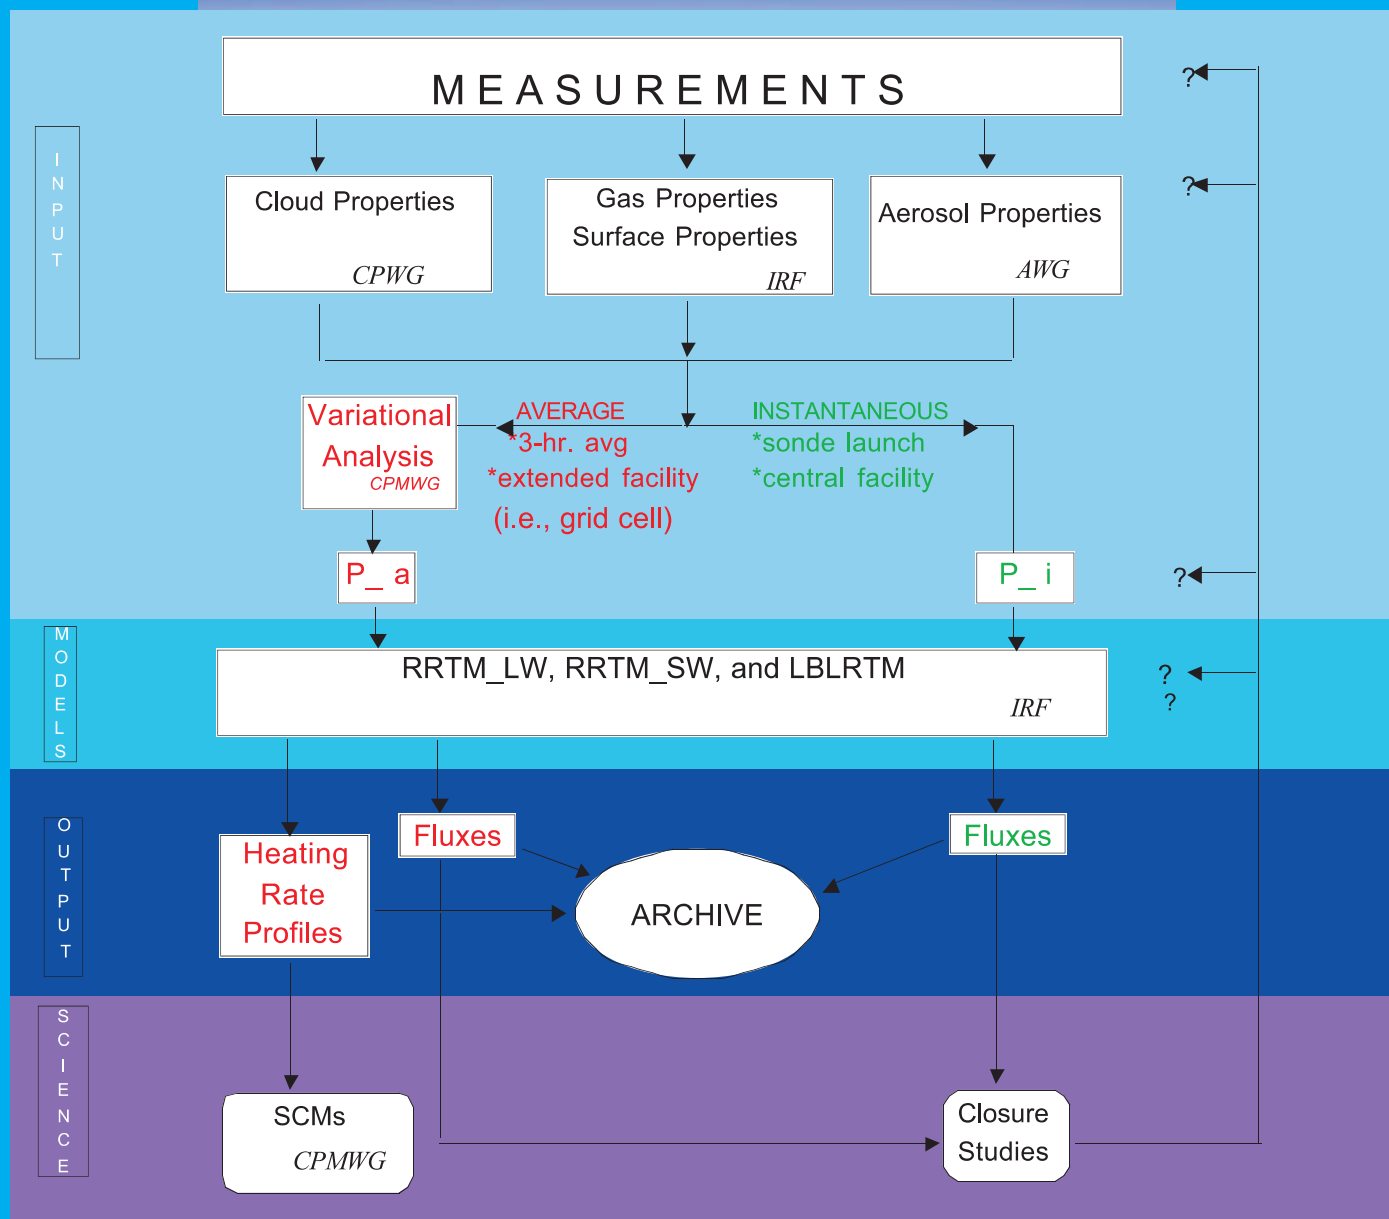 MEASUREMENTS
?
INPUT
Cloud Properties
CPWG
Gas Properties
Surface Properties
IRF
Aerosol Properties
AWG
?
Variational
Analysis
CPMWG
AVERAGE
*3-hr. avg
*extended facility
(i.e., grid cell)
INSTANTANEOUS
*sonde launch
*central facility
P_ a
P_ i
?
MODELS
RRTM_LW, RRTM_SW, and LBLRTM
IRF
?
?
OUTPUT
Heating
Rate
Profiles
Fluxes
ARCHIVE
Fluxes
SCIENCE
SCMs
CPMWG
Closure
Studies